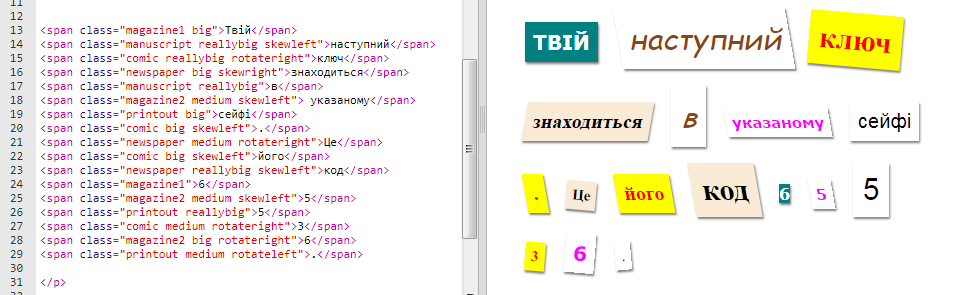 11
12
13 <span class="magazine1 big">Твій</span>
14 <span class="manuscript reallybig skewleft">наступний</span>
15 <span class="comic reallybig rotateright">ключ</span>
16 <span class="newspaper big skewright">знаходиться</span>
17 <span class="manuscript reallybig">в</span>
18 <span class="magazine2 medium skewleft"> указаному</span>
19 <span class="printout big">сейфі</span>
20 <span class="comic big skewleft">.</span>
21 <span class="newspaper medium rotateright">Це</span>
22 <span class="comic big skewleft">його</span>
23 <span class="newspaper reallybig skewleft">код</span>
24 <span class="magazine1">6</span>
25 <span class="magazine2 medium skewleft">5</span>
26 <span class="printout reallybig">5</span>
27 <span class="comic medium rotateright">3</span>
28 <span class="magazine2 big rotateright">6</span>
29 <span class="printout medium rotateleft">.</span>
30
31 </p>
ТВІЙ наступний ключ
знаходиться в указаному сейфі
. Це його код 6 5 5
3 6 .